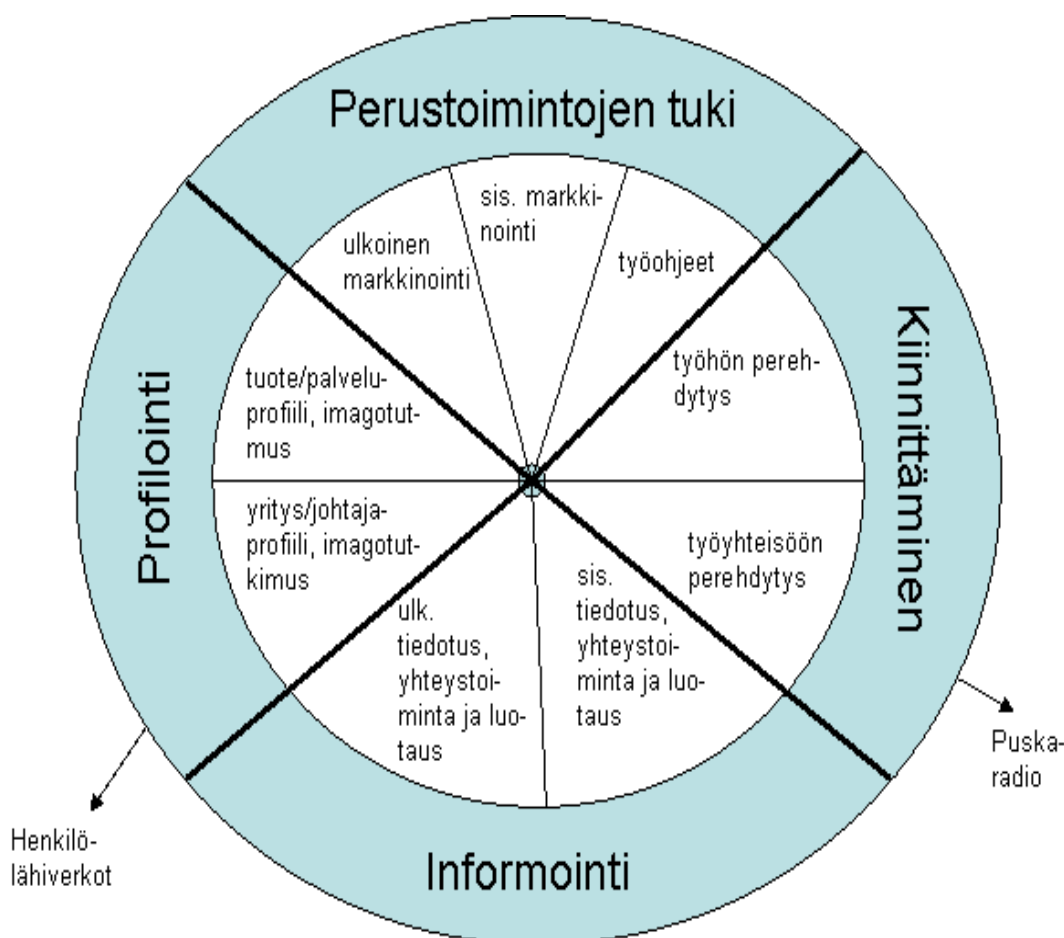 Perustoimintojen tuki
sis. markki-
nointi
ulkoinen
markkinointi
työohjeet
Kiinnittäminen
työhön pereh-
dytys
työyhteisöön
perehdytys
Profilointi
tuote/palvelu-
profiili, imagotut-
mus
yritys/johtaja-
profiili, imagotut-
kimus
ulk.
tiedotus,
yhteystoi-
minta ja luo-
taus
sis.
tiedotus,
yhteystoi-
minta ja luo-
taus
Informointi
Puska-
radio
Henkilö-
lähiverkot